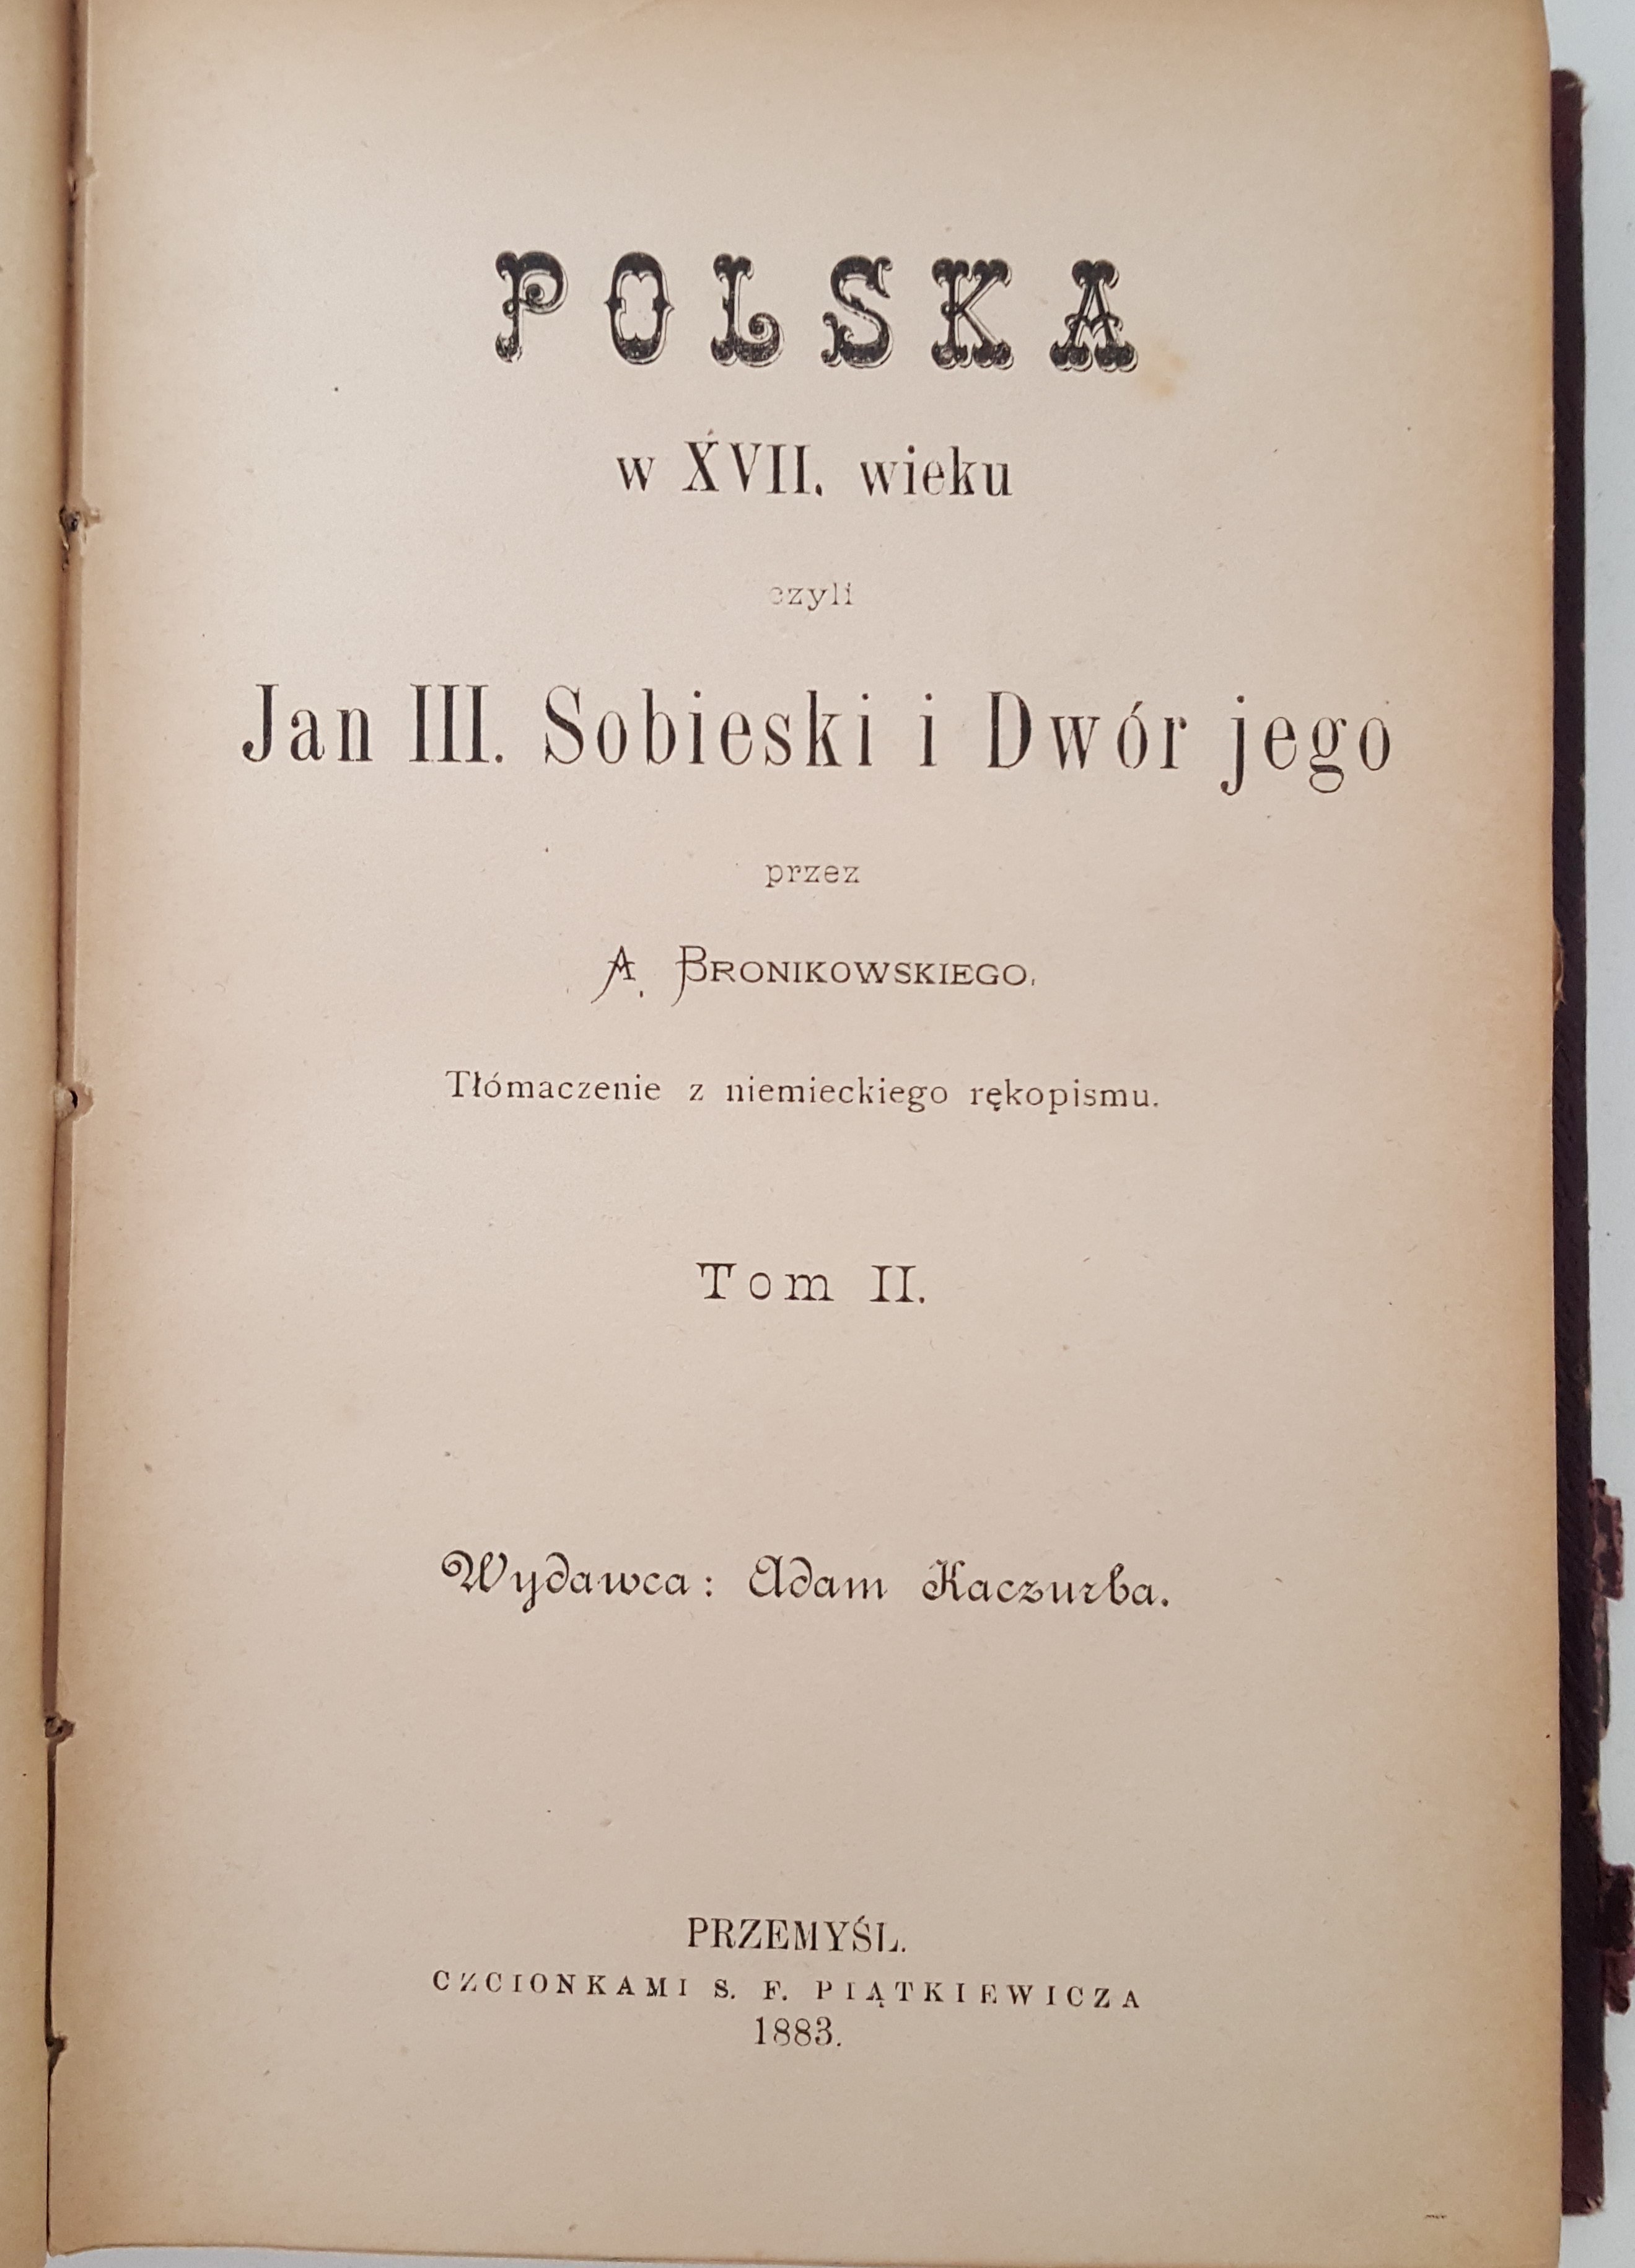 POLSKA
w XVII. wieku
czyli
Jan III. Sobieski i Dwór jego
przez
A. BRONIKOWSKIEGO.
Tłómaczenie z niemieckiego rękopismu.
Tom II.
Wydawca: Adam Kaczurba.
PRZEMYŚL.
CZCIONKAMI S. F. PIĄTKIEWICZA
1883.